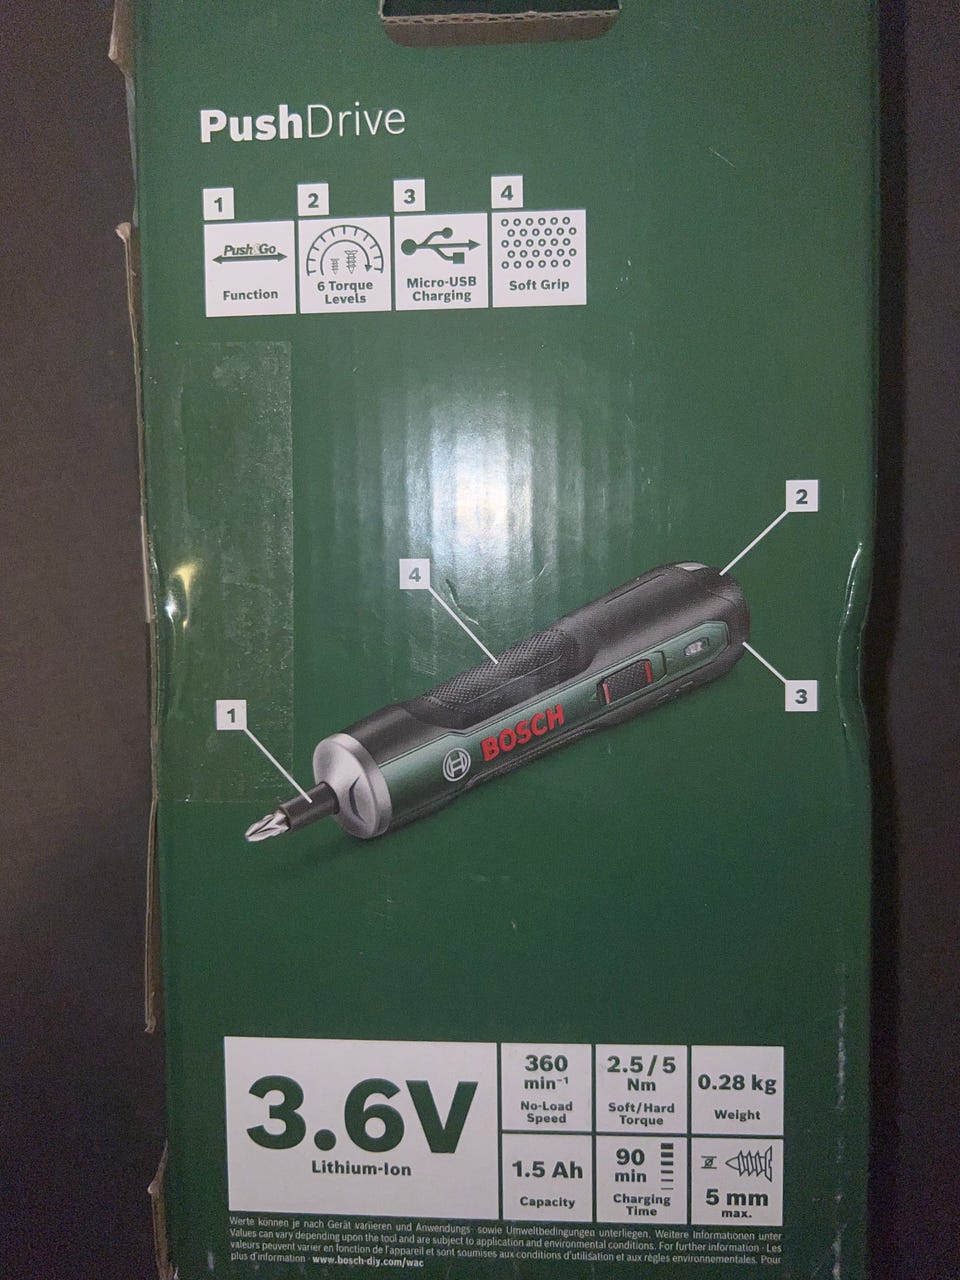 PushDrive
1
2
3
4
Push&Go
Function
6 Torque
Levels
Micro-USB
Charging
Soft Grip
2
4
3
1
BOSCH
3.6V
Lithium-Ion
360
min⁻¹
No-Load
Speed
2.5/5
Nm
Soft/Hard
Torque
0.28 kg
Weight
1.5 Ah
Capacity
90
min
Charging
Time
5 mm
max.
Werte können je nach Gerät variieren und Anwendungs- sowie Umweltbedingungen unterliegen. Weitere Informationen unter
Values can vary depending upon the tool and are subject to application and environmental conditions. For further information · Les
valeurs peuvent varier en fonction de l'appareil et sont soumises aux conditions d'utilisation et aux règles environnementales. Pour
plus d'information · www.bosch-diy.com/wac